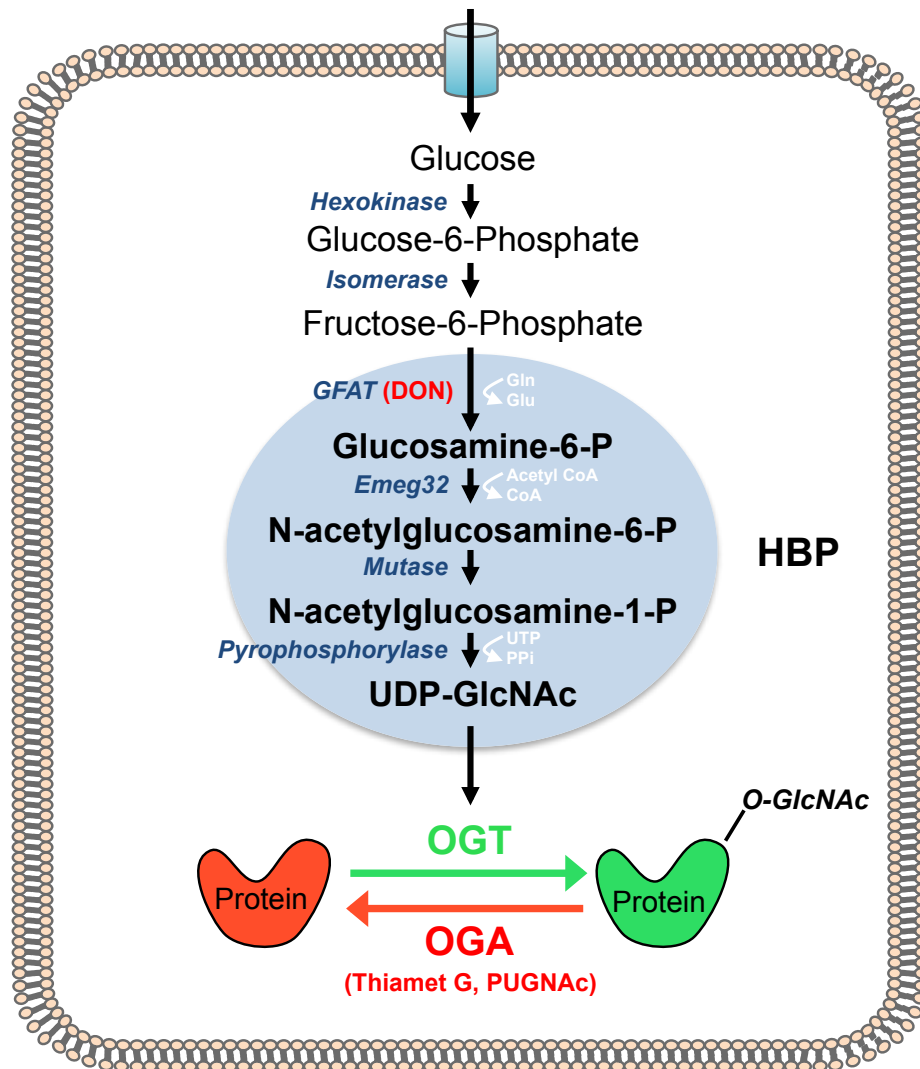 Glucose
Hexokinase
Glucose-6-Phosphate
Isomerase
Fructose-6-Phosphate
GFAT (DON)
Gln
Glu
Glucosamine-6-P
Emeg32
Acetyl CoA
CoA
N-acetylglucosamine-6-P
HBP
Mutase
N-acetylglucosamine-1-P
Pyrophosphorylase
UTP
PPi
UDP-GlcNAc
O-GlcNAc
OGT
Protein
Protein
OGA
(Thiamet G, PUGNAc)